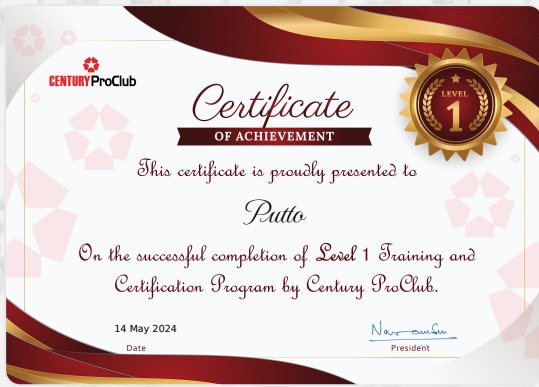 CENTURY ProClub
LEVEL
1
Certificate
OF ACHIEVEMENT
This certificate is proudly presented to
Putto
On the successful completion of Level 1 Training and
Certification Program by Century ProClub.
14 May 2024
Date
President